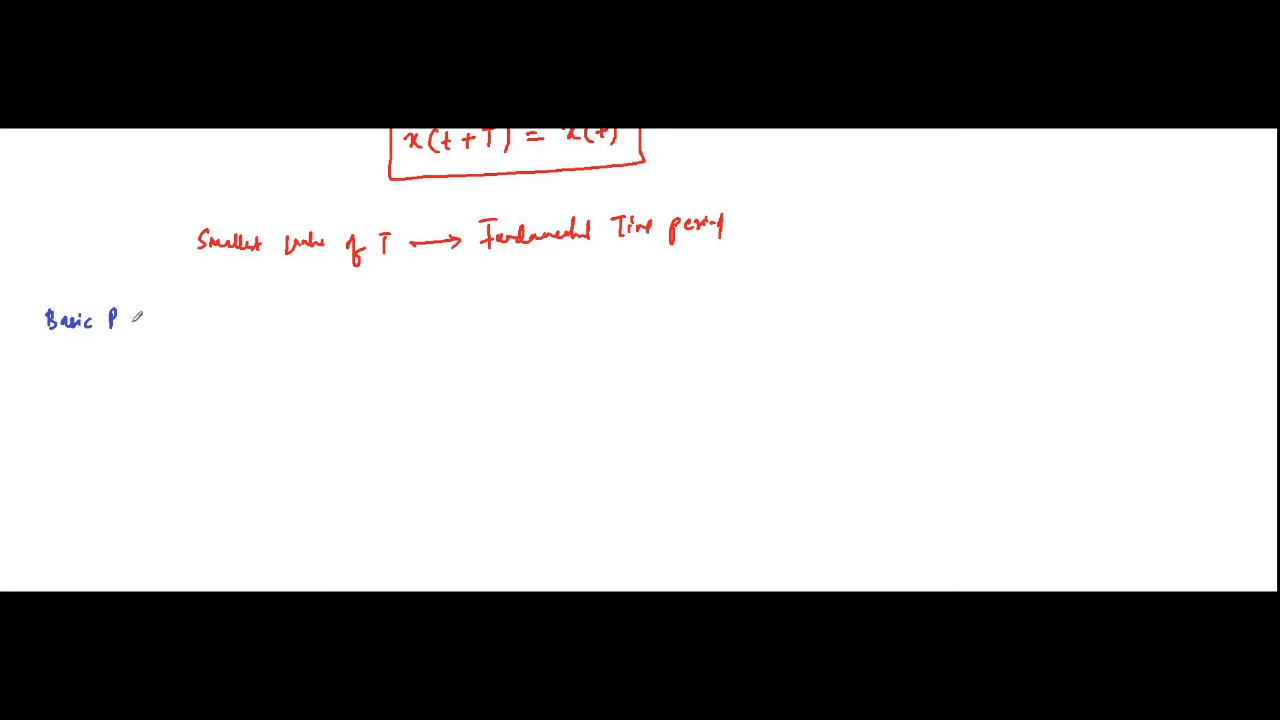 x(t+T) = x(t)
Smallest value of T → Fundamental Time period
Basic P